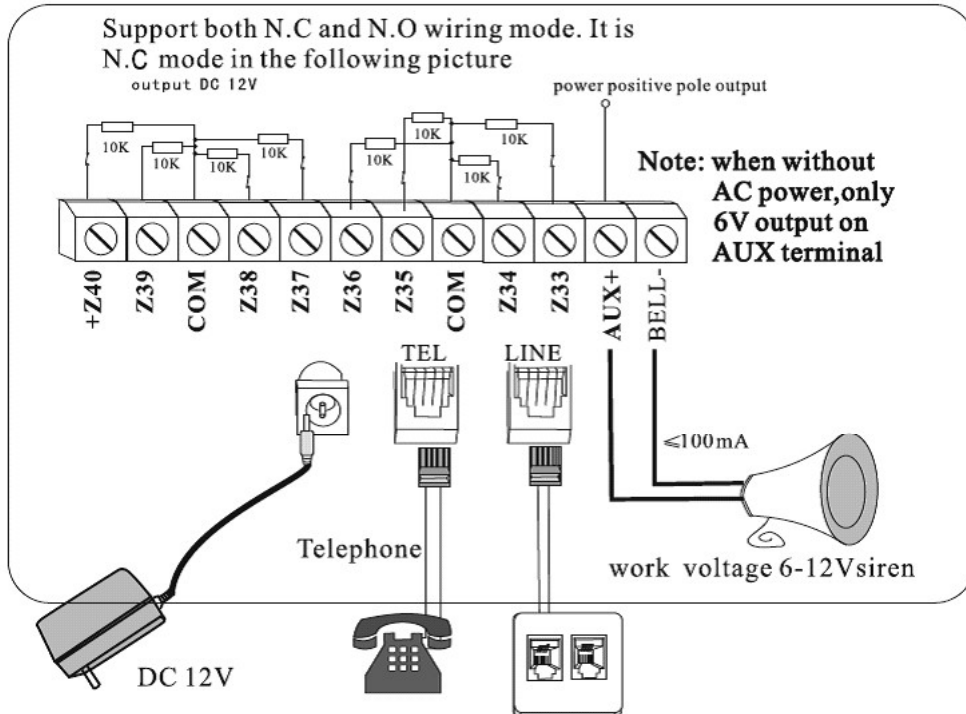 Support both N.C and N.O wiring mode. It is
N.C mode in the following picture
output DC 12V
power positive pole output
10K
10K
10K
10K
10K
10K
10K
10K
Note: when without
AC power,only
6V output on
AUX terminal
+Z40
Z39
COM
Z38
Z37
Z36
Z35
COM
Z34
Z33
AUX+
BELL-
TEL
LINE
≤100mA
Telephone
work voltage 6-12Vsiren
DC 12V